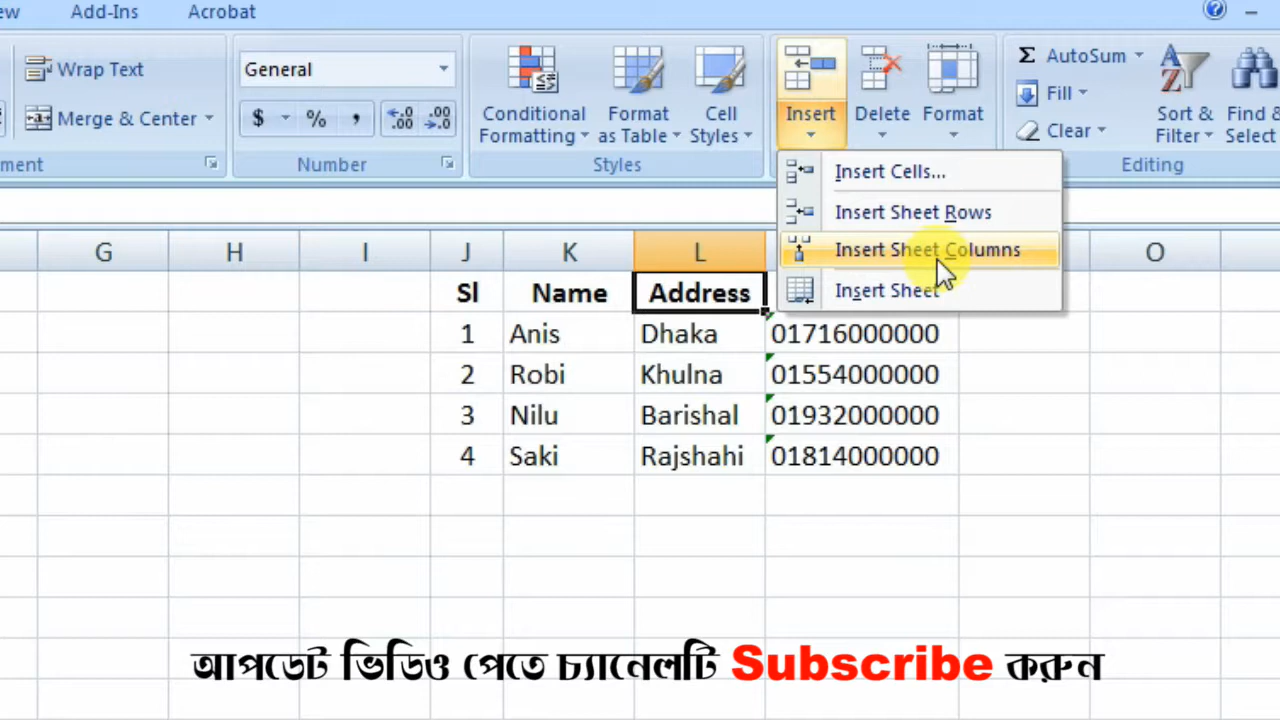 ew Add-Ins Acrobat
Wrap Text General Conditional Formatting Format as Table Cell Styles Insert Delete Format Σ AutoSum Fill Clear Sort & Filter Find & Select
Merge & Center $ % , .00 .00
ment Number Styles Editing
Insert Cells...
Insert Sheet Rows
Insert Sheet Columns
Insert Sheet
G H I J K L O
Sl Name Address
1 Anis Dhaka 01716000000
2 Robi Khulna 01554000000
3 Nilu Barishal 01932000000
4 Saki Rajshahi 01814000000
আপডেট ভিডিও পেতে চ্যানেলটি Subscribe করুন